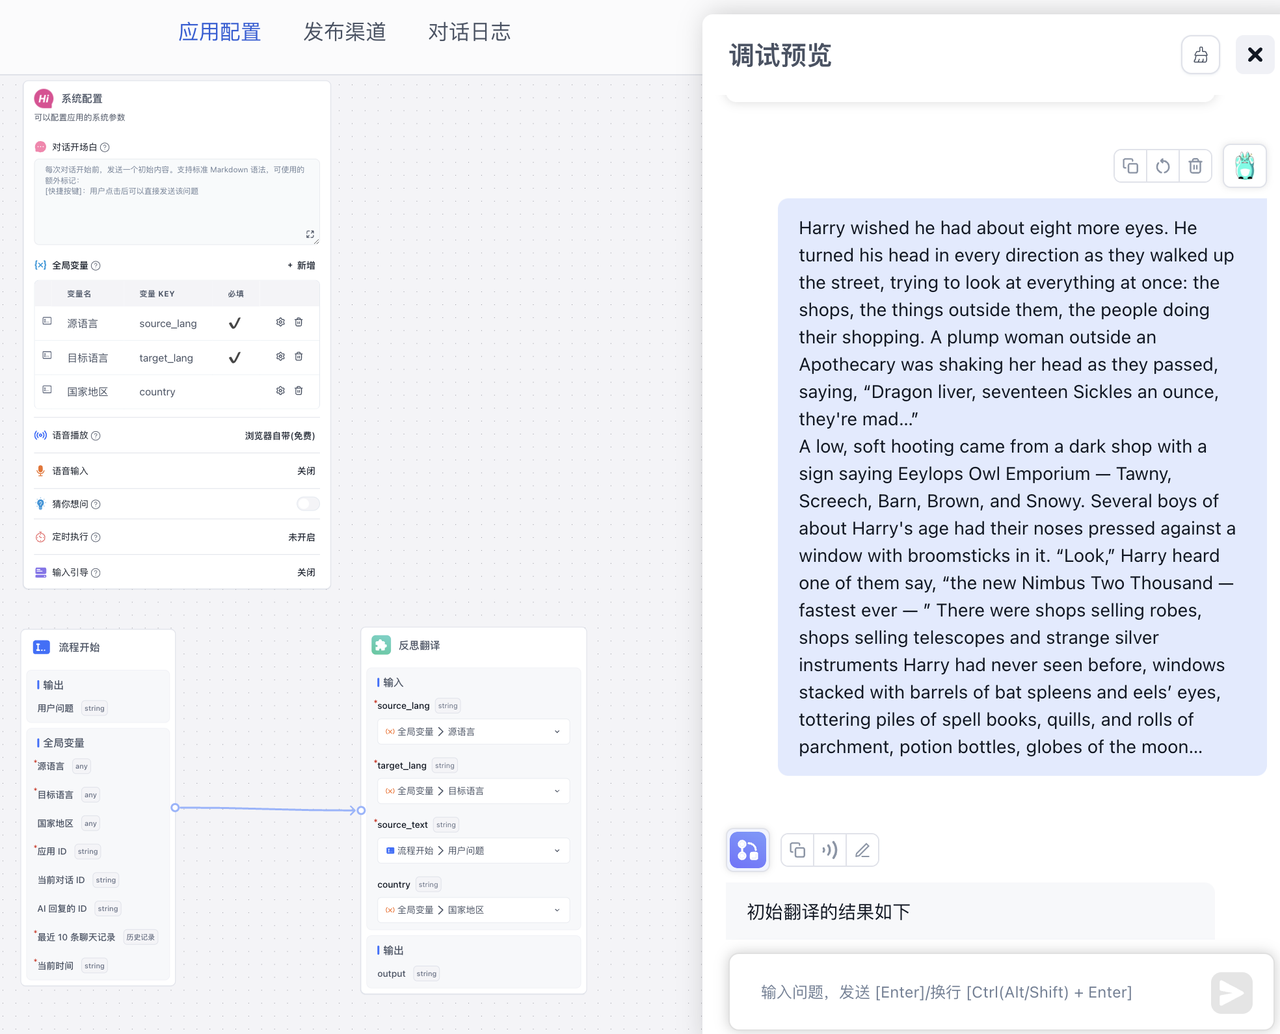 应用配置
发布渠道
对话日志
Hi
系统配置
可以配置应用的系统参数
对话开场白
每次对话开始前，发送一个初始内容。支持标准 Markdown 语法，可使用的
额外标记：
[快捷按键]：用户点击后可以直接发送该问题
全局变量
+ 新增
变量名 变量 KEY 必填
源语言 source_lang
目标语言 target_lang
国家地区 country
语音播放 浏览器自带(免费)
语音输入 关闭
猜你想问
定时执行 未开启
输入引导 关闭
流程开始
输出
用户问题 string
全局变量
*源语言 any
*目标语言 any
国家地区 any
*应用 ID string
当前对话 ID string
AI 回复的 ID string
*最近 10 条聊天记录 历史记录
*当前时间 string
反思翻译
输入
*source_lang string
全局变量 > 源语言
*target_lang string
全局变量 > 目标语言
*source_text string
流程开始 > 用户问题
country string
全局变量 > 国家地区
输出
output string
调试预览
Harry wished he had about eight more eyes. He
turned his head in every direction as they walked up
the street, trying to look at everything at once: the
shops, the things outside them, the people doing
their shopping. A plump woman outside an
Apothecary was shaking her head as they passed,
saying, “Dragon liver, seventeen Sickles an ounce,
they're mad...”
A low, soft hooting came from a dark shop with a
sign saying Eeylops Owl Emporium — Tawny,
Screech, Barn, Brown, and Snowy. Several boys of
about Harry's age had their noses pressed against a
window with broomsticks in it. “Look,” Harry heard
one of them say, “the new Nimbus Two Thousand —
fastest ever — ” There were shops selling robes,
shops selling telescopes and strange silver
instruments Harry had never seen before, windows
stacked with barrels of bat spleens and eels’ eyes,
tottering piles of spell books, quills, and rolls of
parchment, potion bottles, globes of the moon...
初始翻译的结果如下
输入问题，发送 [Enter]/换行 [Ctrl(Alt/Shift) + Enter]